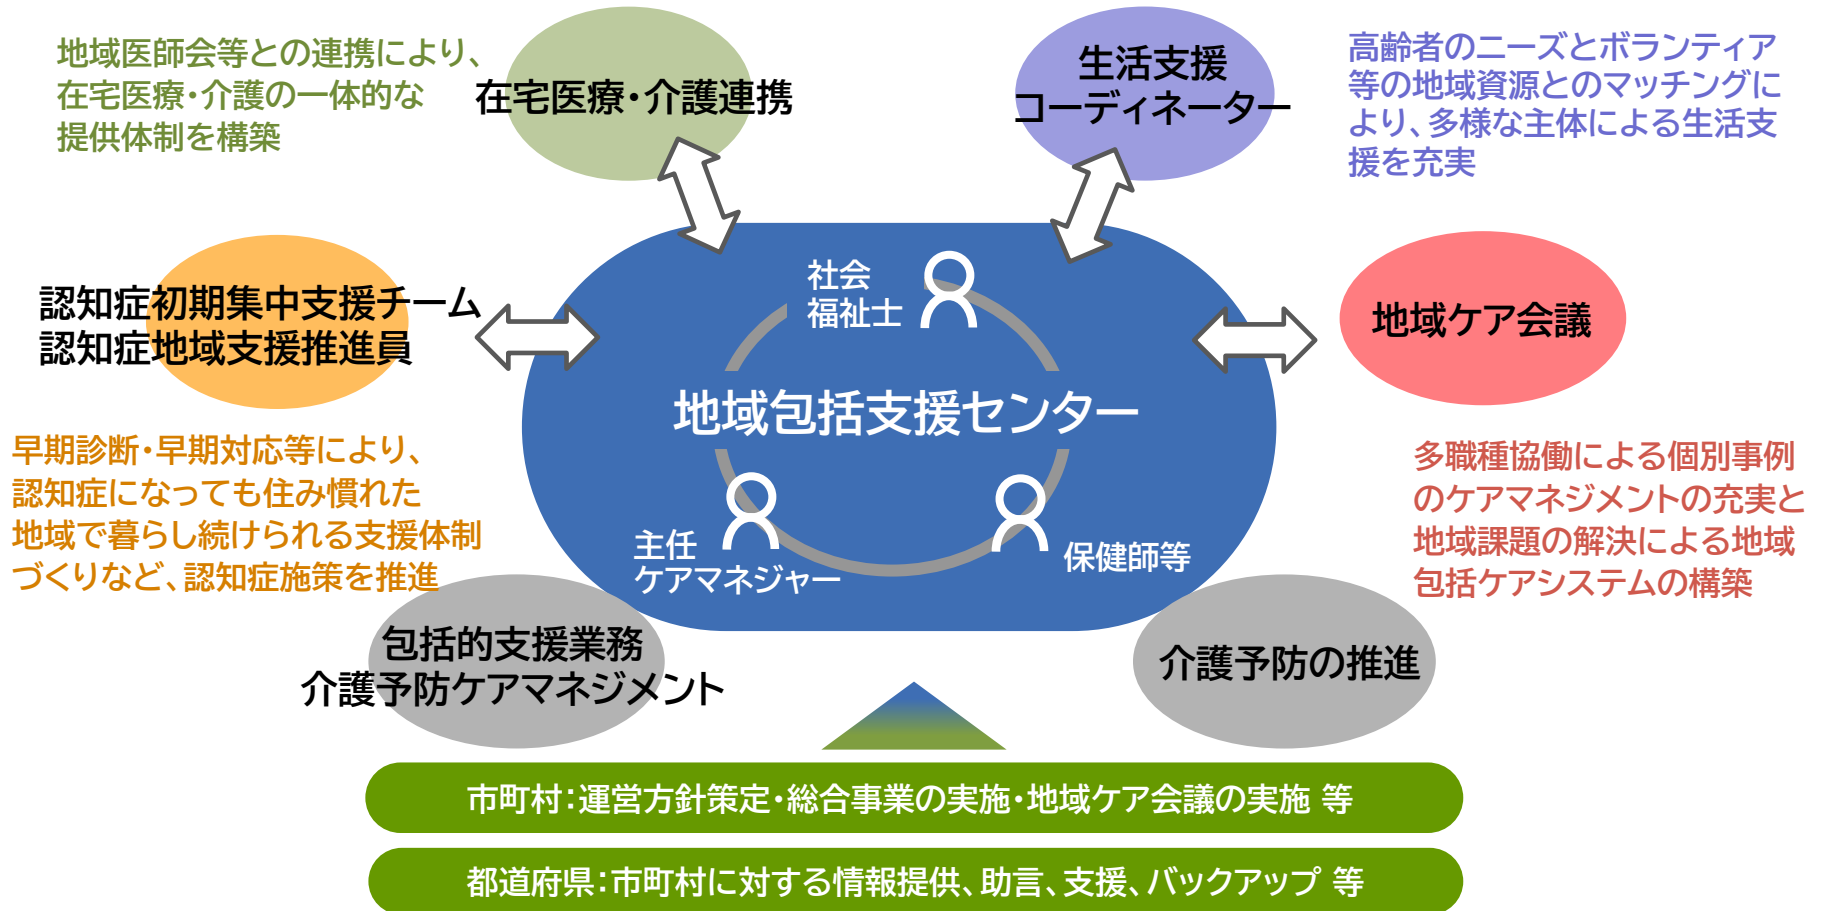 地域医師会等との連携により、
在宅医療・介護の一体的な
提供体制を構築
在宅医療・介護連携
生活支援
コーディネーター
高齢者のニーズとボランティア
等の地域資源とのマッチングに
より、多様な主体による生活支
援を充実
認知症初期集中支援チーム
認知症地域支援推進員
社会
福祉士
地域ケア会議
地域包括支援センター
早期診断・早期対応等により、
認知症になっても住み慣れた
地域で暮らし続けられる支援体制
づくりなど、認知症施策を推進
主任
ケアマネジャー
保健師等
多職種協働による個別事例
のケアマネジメントの充実と
地域課題の解決による地域
包括ケアシステムの構築
包括的支援業務
介護予防ケアマネジメント
介護予防の推進
市町村：運営方針策定・総合事業の実施・地域ケア会議の実施 等
都道府県：市町村に対する情報提供、助言、支援、バックアップ 等